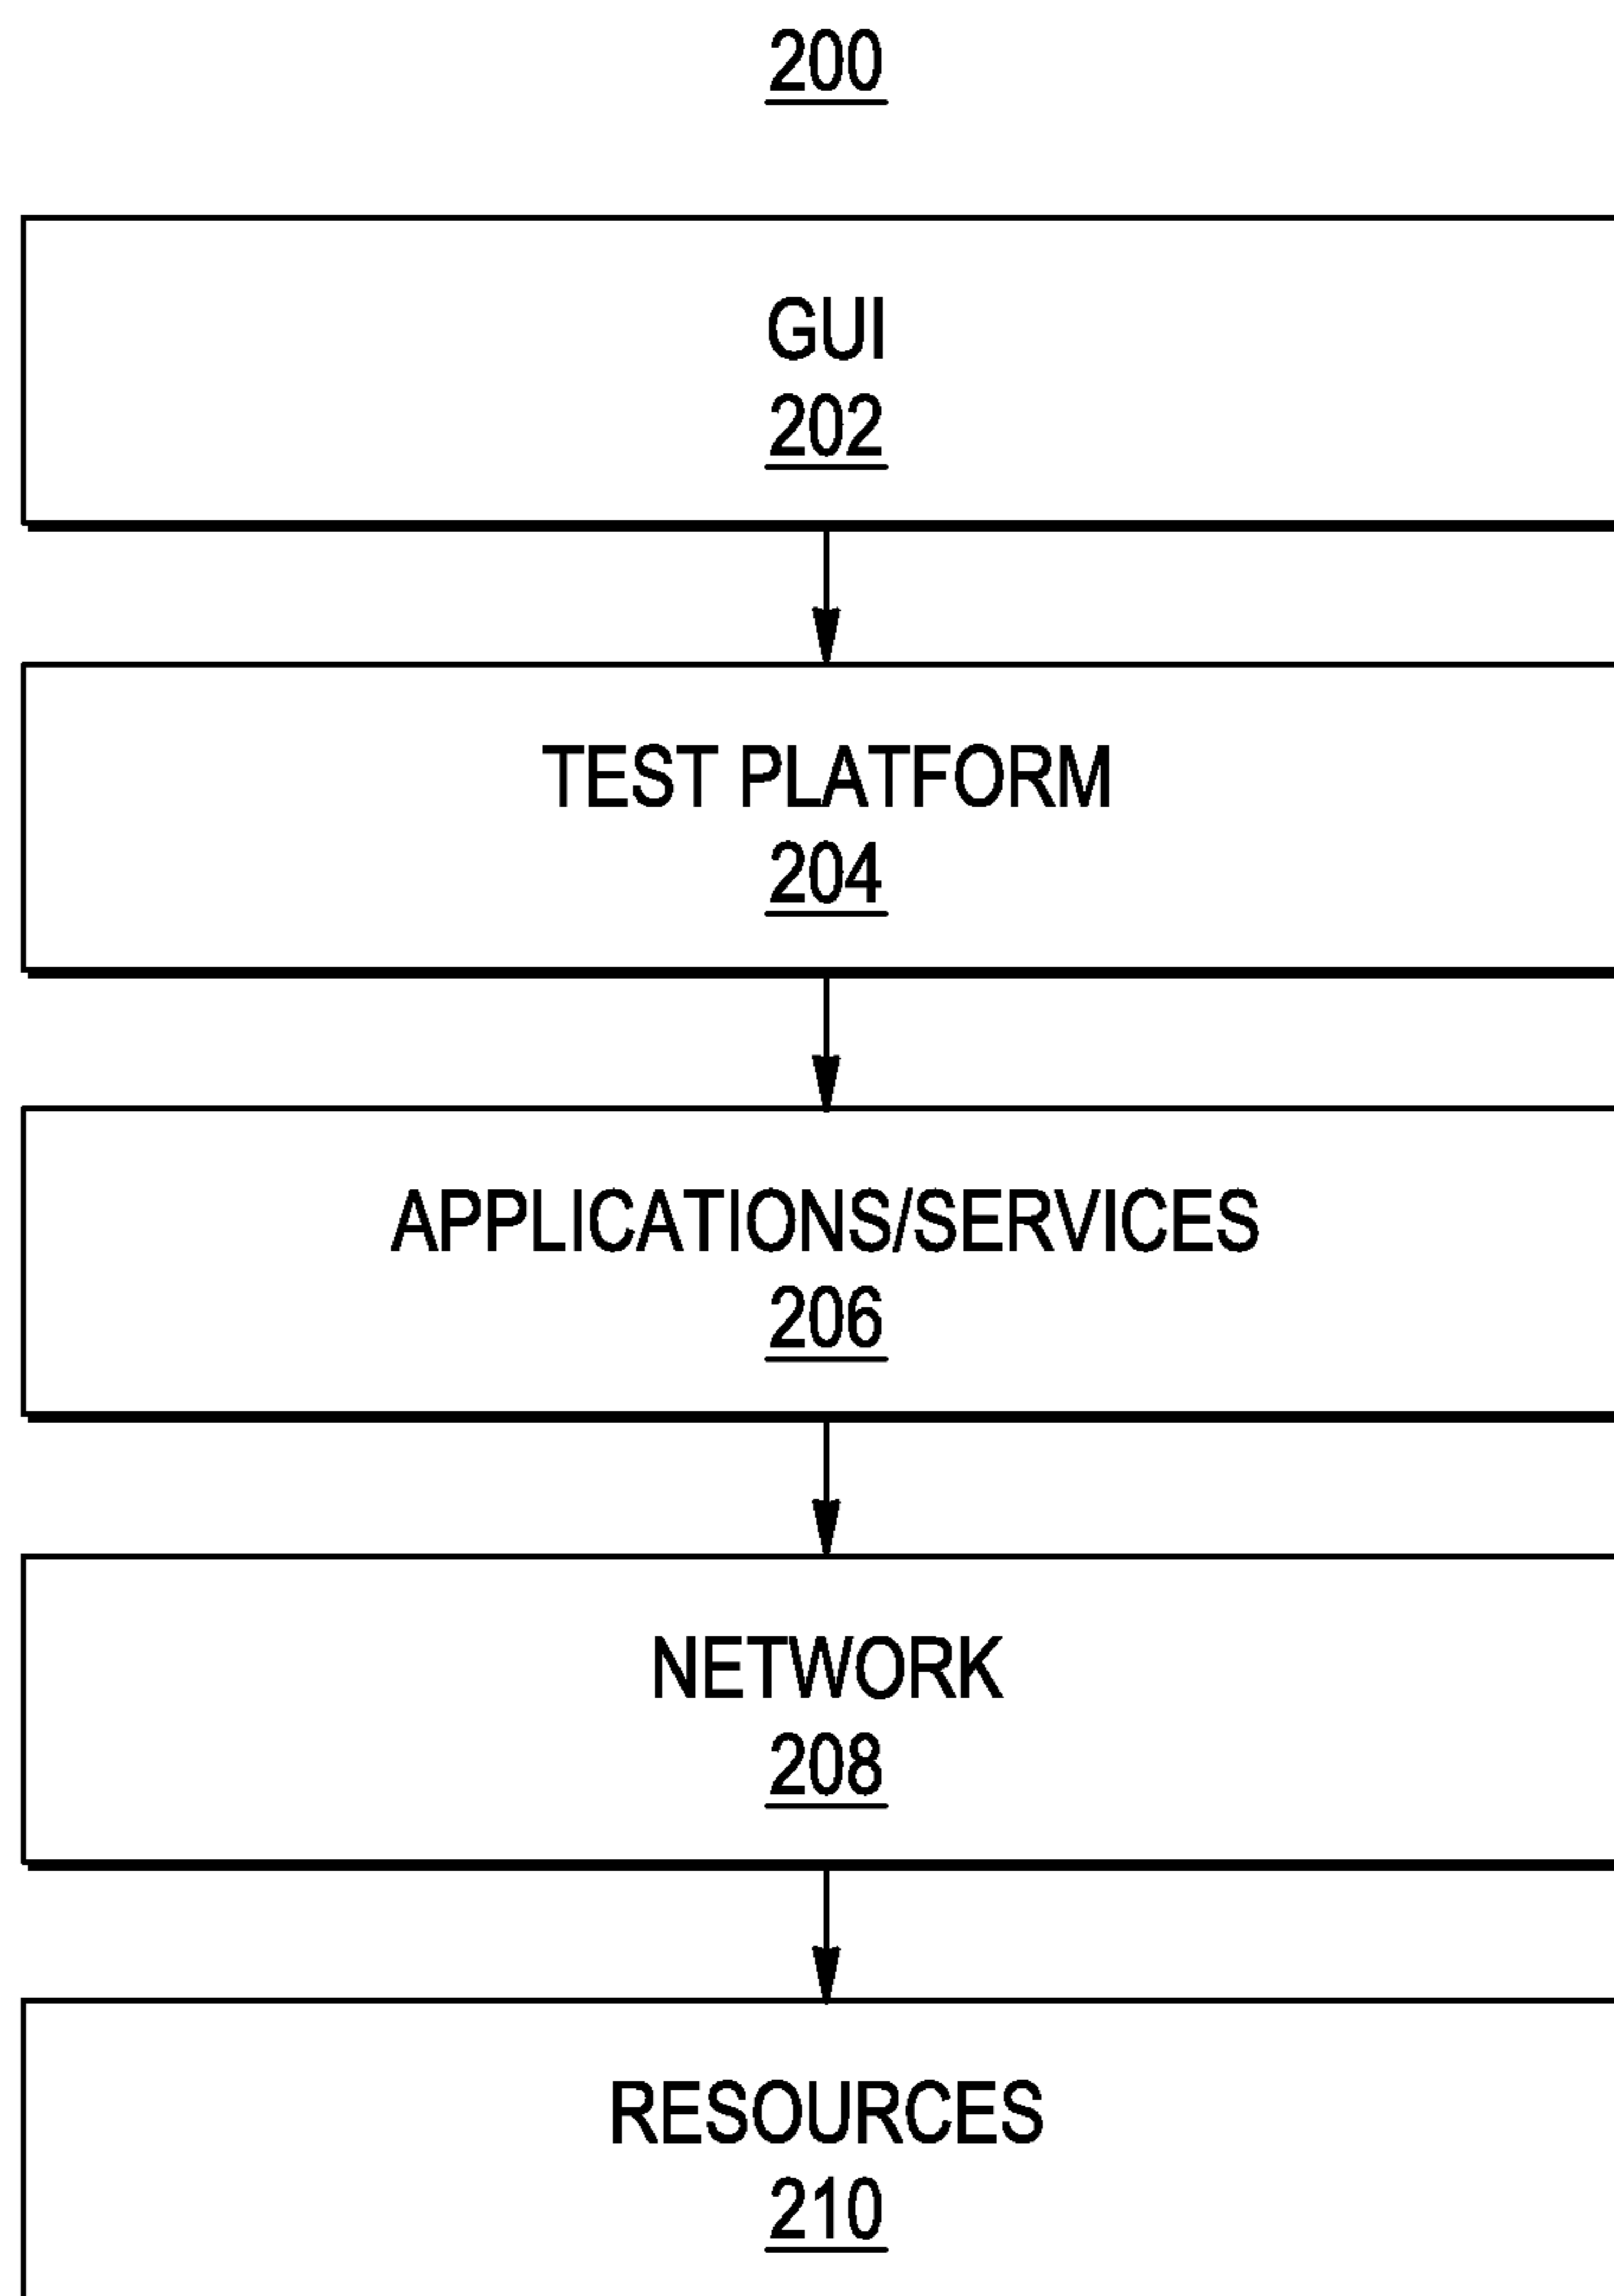 200
GUI
202
TEST PLATFORM
204
APPLICATIONS/SERVICES
206
NETWORK
208
RESOURCES
210